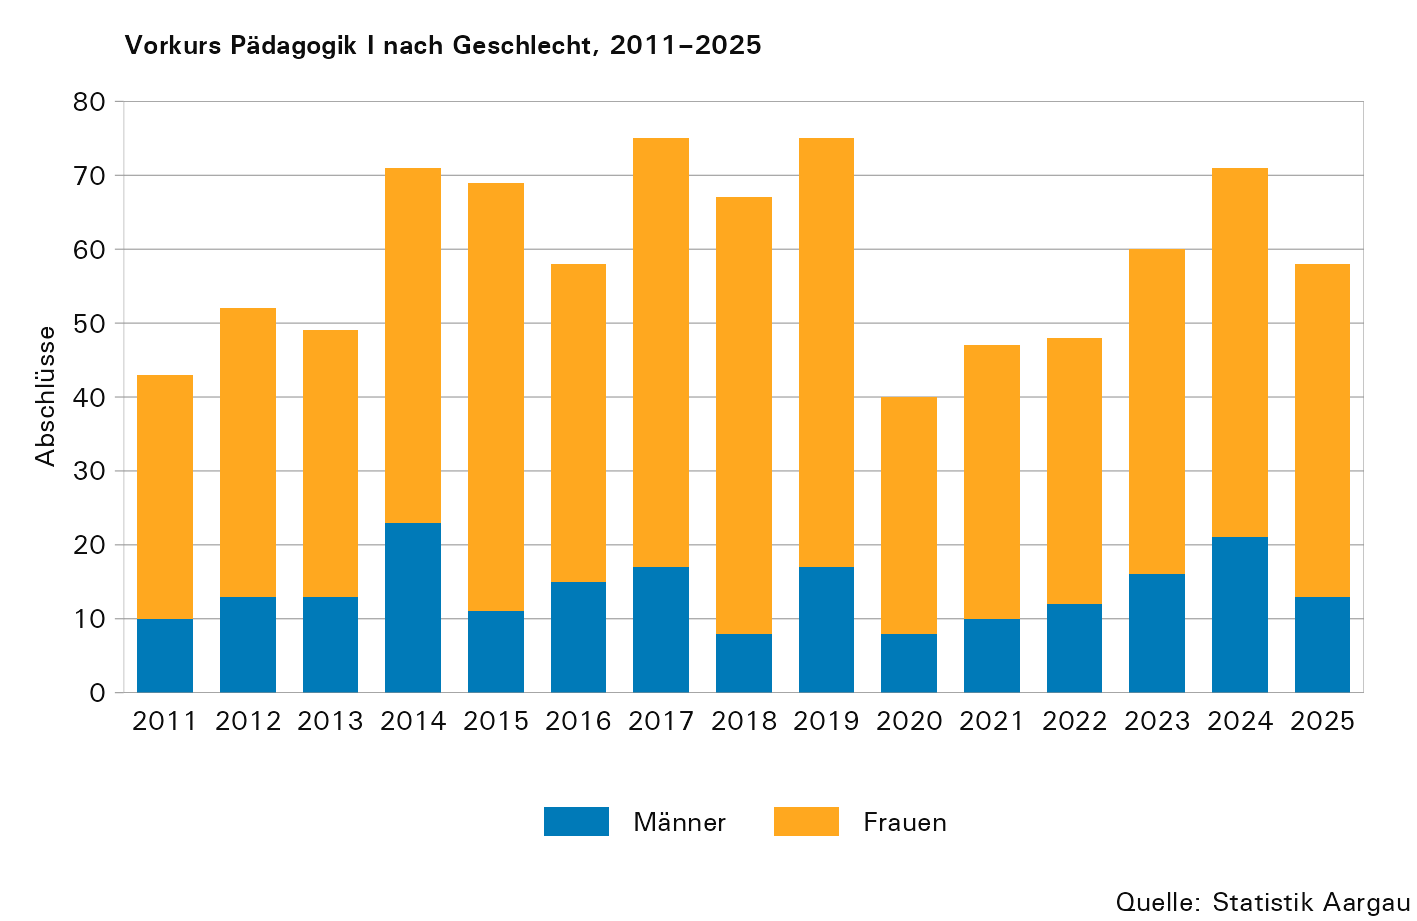 Vorkurs Pädagogik I nach Geschlecht, 2011–2025
80
70
60
50
40
30
20
10
0
Abschlüsse
2011 2012 2013 2014 2015 2016 2017 2018 2019 2020 2021 2022 2023 2024 2025
Männer Frauen
Quelle: Statistik Aargau